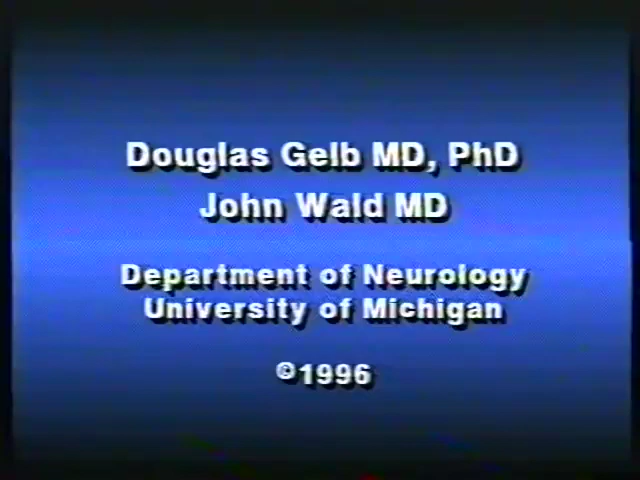 Douglas Gelb MD, PhD
John Wald MD
Department of Neurology
University of Michigan
©1996